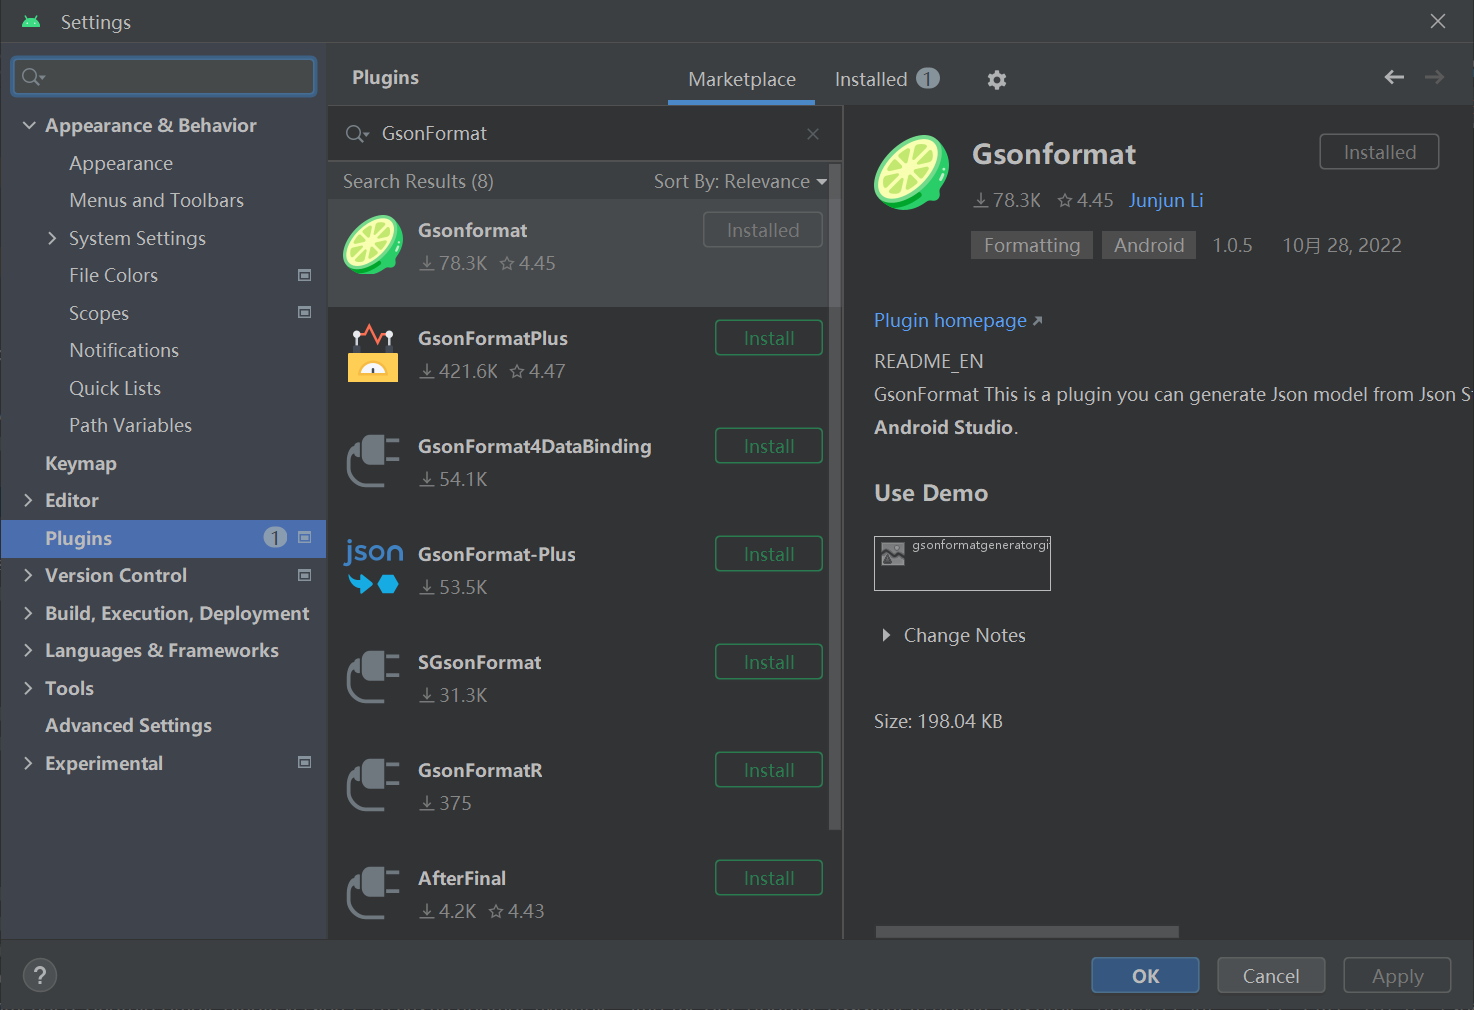 Settings
Appearance & Behavior
Appearance
Menus and Toolbars
System Settings
File Colors
Scopes
Notifications
Quick Lists
Path Variables
Keymap
Editor
Plugins 1
Version Control
Build, Execution, Deployment
Languages & Frameworks
Tools
Advanced Settings
Experimental
Plugins
Marketplace
Installed 1
GsonFormat
Search Results (8)
Sort By: Relevance
Gsonformat
Installed
78.3K 4.45
GsonFormatPlus
Install
421.6K 4.47
GsonFormat4DataBinding
Install
54.1K
json
GsonFormat-Plus
Install
53.5K
SGsonFormat
Install
31.3K
GsonFormatR
Install
375
AfterFinal
Install
4.2K 4.43
Gsonformat
Installed
78.3K 4.45 Junjun Li
Formatting Android 1.0.5 10月 28, 2022
Plugin homepage
README_EN
GsonFormat This is a plugin you can generate Json model from Json
Android Studio.
Use Demo
gsonformatgeneratorgi
Change Notes
Size: 198.04 KB
?
OK
Cancel
Apply